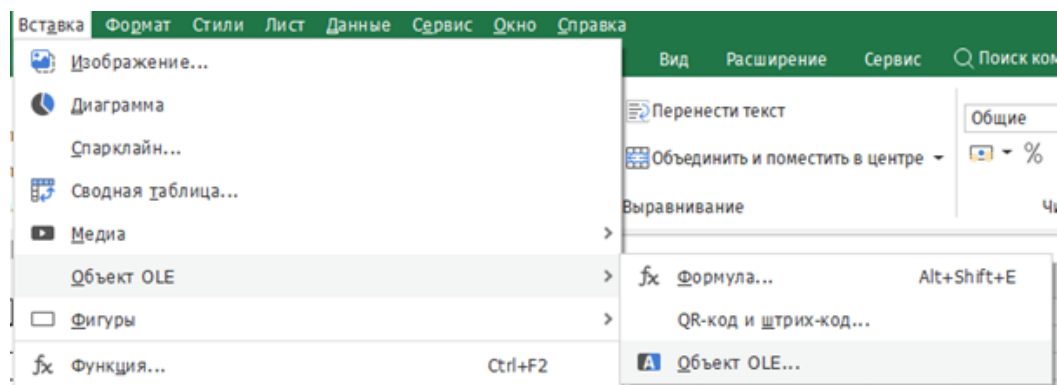 Вставка Формат Стили Лист Данные Сервис Окно Справка
Изображение...
Вид Расширение Сервис Поиск ком
Диаграмма
Перенести текст
Общие
Спарклайн...
Объединить и поместить в центре
%
Сводная таблица...
Выравнивание
Чи
Медиа
Объект OLE
Формула... Alt+Shift+E
Фигуры
QR-код и штрих-код...
fx Функция... Ctrl+F2
Объект OLE...